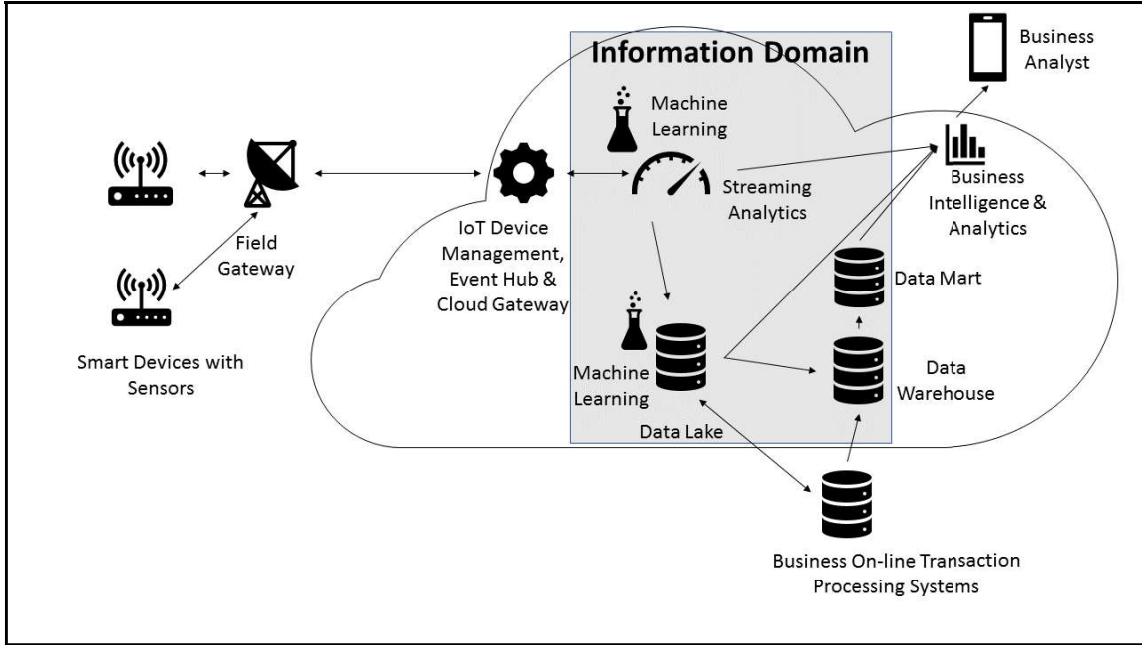 Information Domain
Business
Analyst
Machine
Learning
Streaming
Analytics
Business
Intelligence &
Analytics
IoT Device
Management,
Event Hub &
Cloud Gateway
Field
Gateway
Smart Devices with
Sensors
Data Mart
Machine
Learning
Data Lake
Data
Warehouse
Business On-line Transaction
Processing Systems